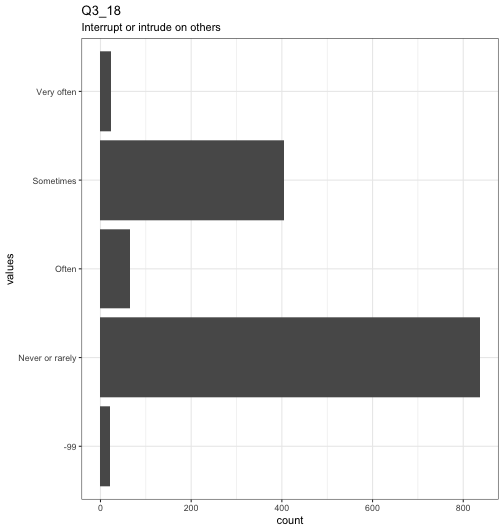 Q3_18
Interrupt or intrude on others
Very often
Sometimes
Often
Never or rarely
-99
values
0 200 400 600 800
count